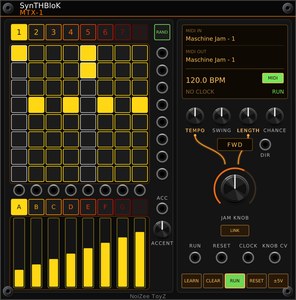 SynTHBloK
MTX-1
1 2 3 4 5 6 7
RAND
MIDI IN
Maschine Jam - 1
MIDI OUT
Maschine Jam - 1
120.0 BPM
MIDI
NO CLOCK
RUN
TEMPO SWING LENGTH CHANCE
FWD
DIR
JAM KNOB
LINK
ACC
ACCENT
A B C D E F G
RUN RESET CLOCK KNOB CV
LEARN CLEAR RUN RESET ±5V
NoiZee ToyZ